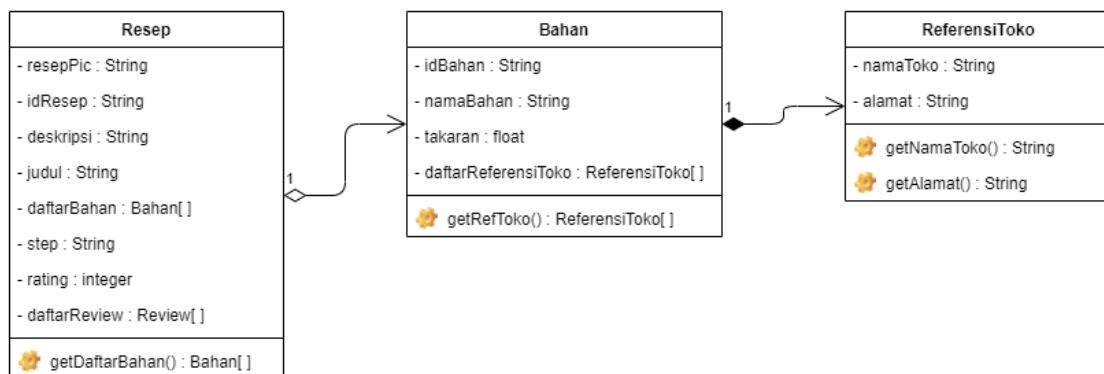 Resep
- resepPic : String
- idResep : String
- deskripsi : String
- judul : String
- daftarBahan : Bahan[ ]
- step : String
- rating : integer
- daftarReview : Review[ ]
getDaftarBahan() : Bahan[ ]
1
Bahan
- idBahan : String
- namaBahan : String
- takaran : float
- daftarReferensiToko : ReferensiToko[ ]
getRefToko() : ReferensiToko[ ]
1
ReferensiToko
- namaToko : String
- alamat : String
getNamaToko() : String
getAlamat() : String